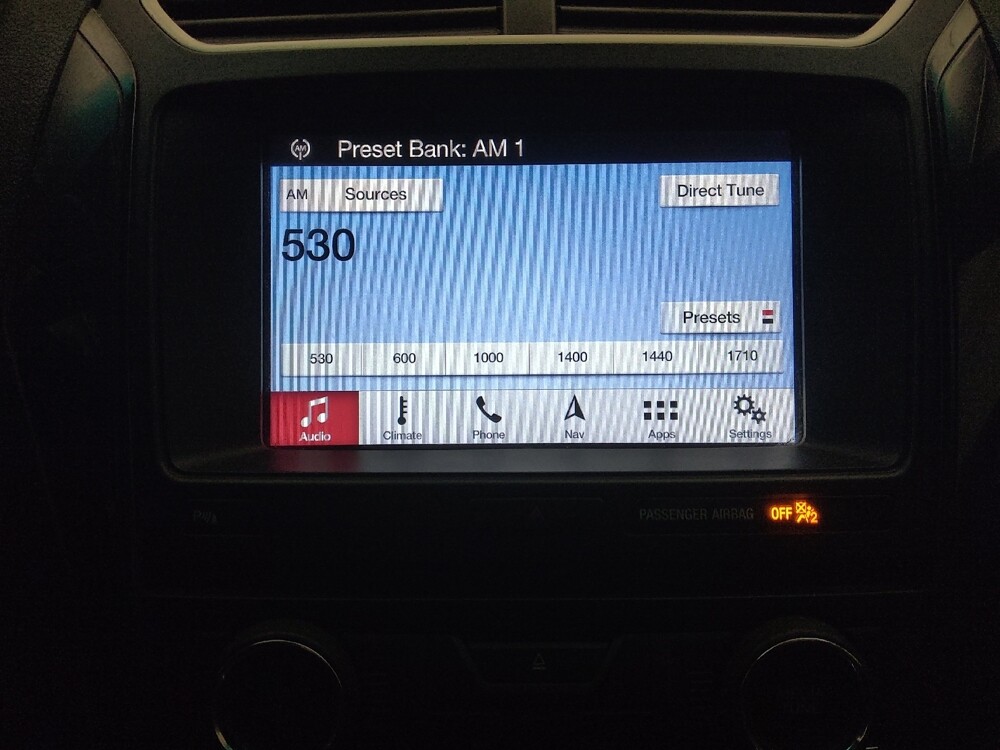 AM Preset Bank: AM 1
AM Sources
Direct Tune
530
Presets
530 600 1000 1400 1440 1710
Audio Climate Phone Nav Apps Settings
PASSENGER AIRBAG OFF 2